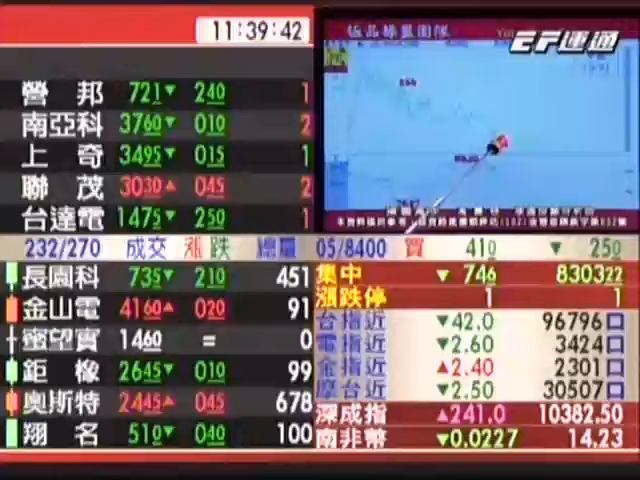 11:39:42
EF運通
營邦 721▼ 240 1
南亞科 3760▼ 010 2
上奇 3495▼ 015 1
聯茂 3030▲ 045 2
台達電 1475▼ 250 1
232/270 成交 漲跌 總量 05/8400 買 410 ▼ 250
長園科 735▼ 210 451
金山電 4160▲ 020 91
蜜望實 1460 = 0
鉅橡 2645▼ 010 99
奧斯特 2445▲ 045 678
翔名 510▼ 040 100
集中 ▼ 746 830322
漲跌停 1 1
台指近 ▼42.0 96796口
電指近 ▼2.60 3424口
金指近 ▲2.40 2301口
摩台近 ▼2.50 30507口
深成指 ▲241.0 10382.50
南非幣 ▼0.0227 14.23